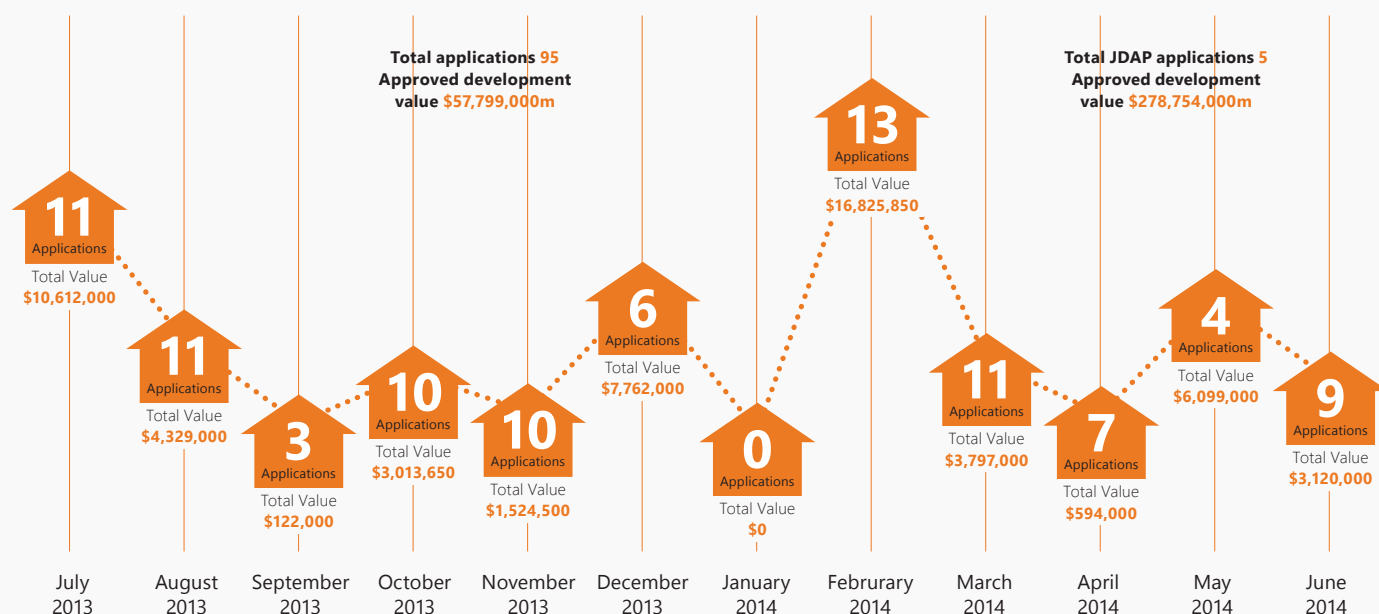 Total applications 95
Approved development
value $57,799,000m
Total JDAP applications 5
Approved development
value $278,754,000m
11
Applications
Total Value
$10,612,000
11
Applications
Total Value
$4,329,000
3
Applications
Total Value
$122,000
10
Applications
Total Value
$3,013,650
10
Applications
Total Value
$1,524,500
6
Applications
Total Value
$7,762,000
0
Applications
Total Value
$0
13
Applications
Total Value
$16,825,850
11
Applications
Total Value
$3,797,000
7
Applications
Total Value
$594,000
4
Applications
Total Value
$6,099,000
9
Applications
Total Value
$3,120,000
July
2013
August
2013
September
2013
October
2013
November
2013
December
2013
January
2014
Februrary
2014
March
2014
April
2014
May
2014
June
2014